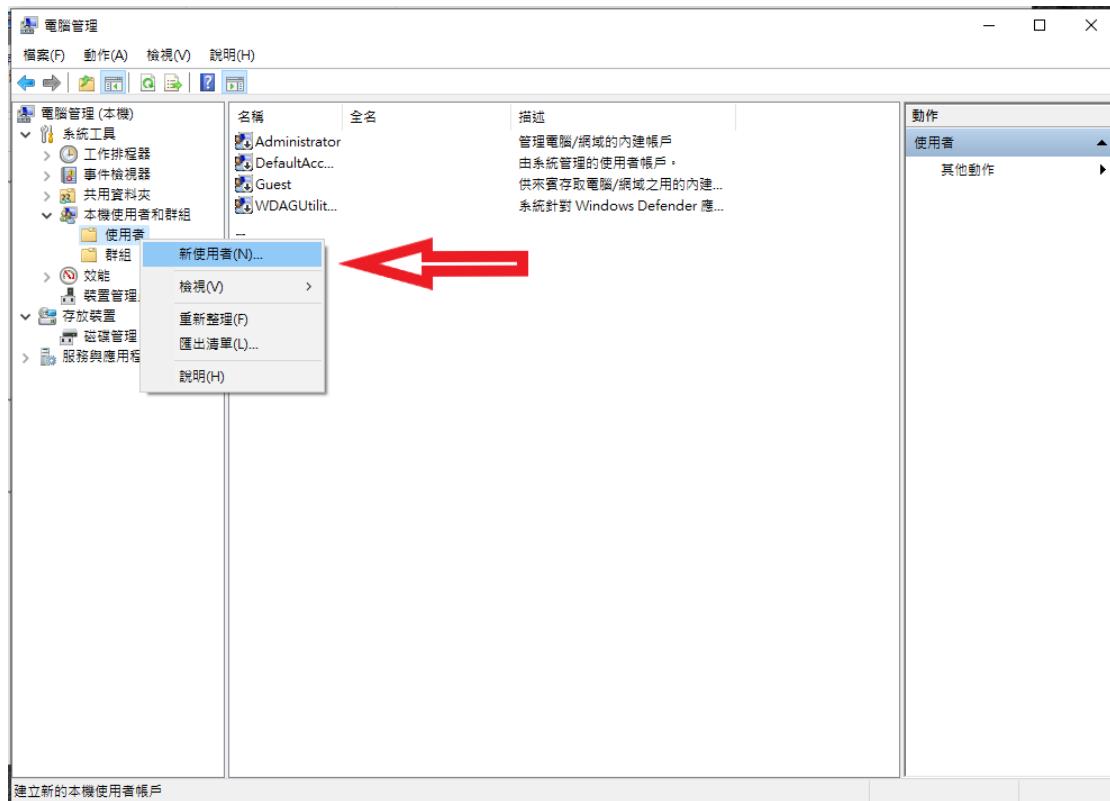 電腦管理
檔案(F) 動作(A) 檢視(V) 說明(H)
電腦管理 (本機)
系統工具
工作排程器
事件檢視器
共用資料夾
本機使用者和群組
使用者
群組
效能
裝置管理
存放裝置
磁碟管理
服務與應用程
新使用者(N)...
檢視(V)
重新整理(F)
匯出清單(L)...
說明(H)
名稱 全名 描述
Administrator 管理電腦/網域的內建帳戶
DefaultAcc... 由系統管理的使用者帳戶。
Guest 供來賓存取電腦/網域之用的內建...
WDAGUtilit... 系統針對 Windows Defender 應...
動作
使用者
其他動作
建立新的本機使用者帳戶